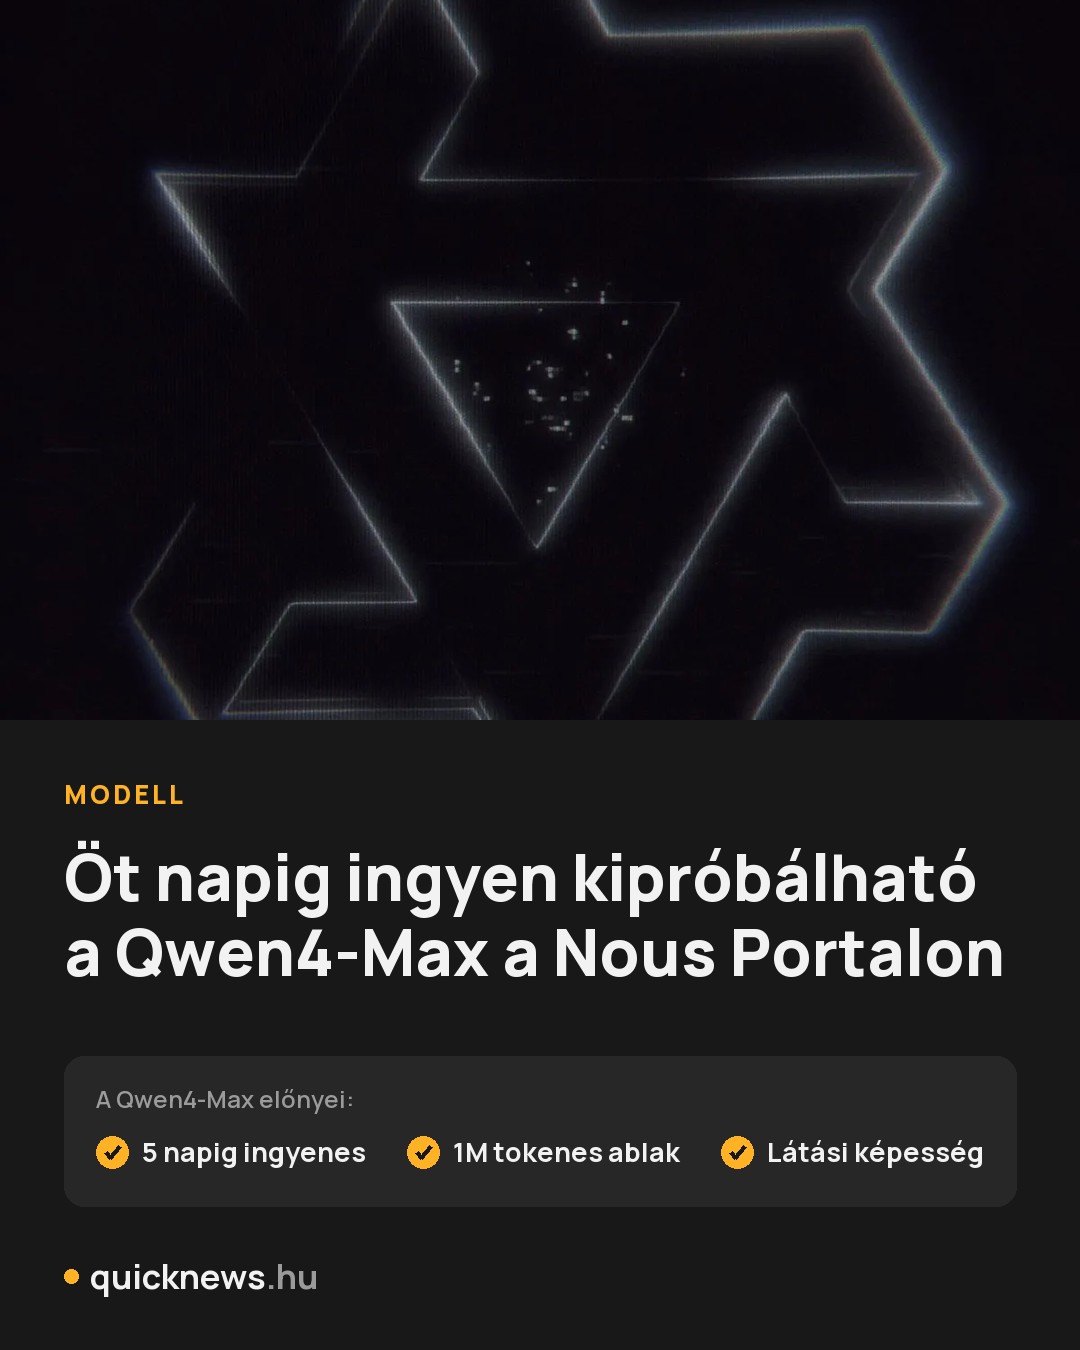 MODELL
Öt napig ingyen kipróbálható
a Qwen4-Max a Nous Portalon
A Qwen4-Max előnyei:
5 napig ingyenes 1M tokenes ablak Látási képesség
quicknews.hu